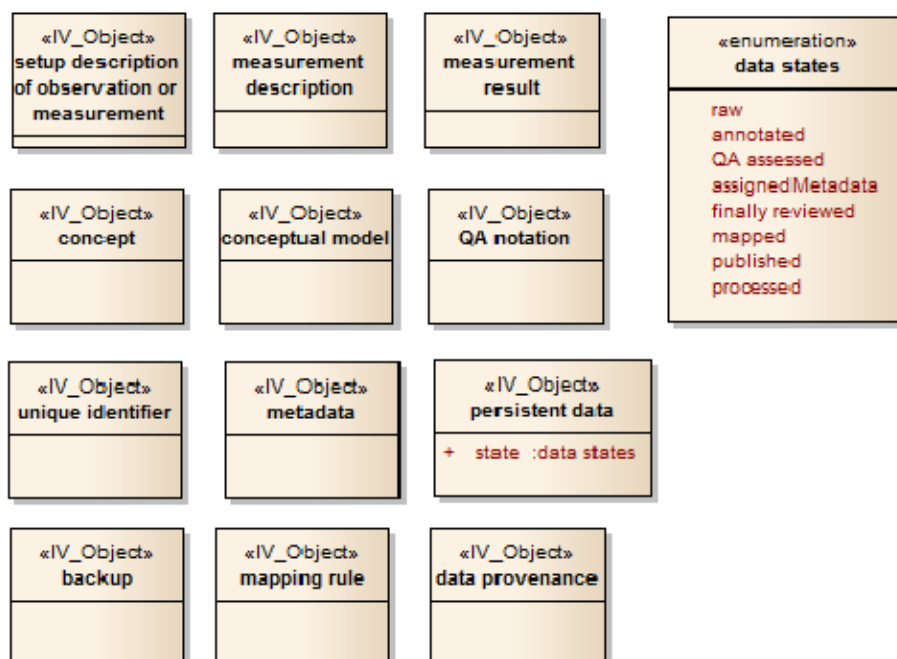 «IV_Object»
setup description
of observation or
measurement
«IV_Object»
measurement
description
«IV_Object»
measurement
result
«enumeration»
data states
raw
annotated
QA assessed
assignedMetadata
finally reviewed
mapped
published
processed
«IV_Object»
concept
«IV_Object»
conceptual model
«IV_Object»
QA notation
«IV_Object»
unique identifier
«IV_Object»
metadata
«IV_Object»
persistent data
+ state :data states
«IV_Object»
backup
«IV_Object»
mapping rule
«IV_Object»
data provenance